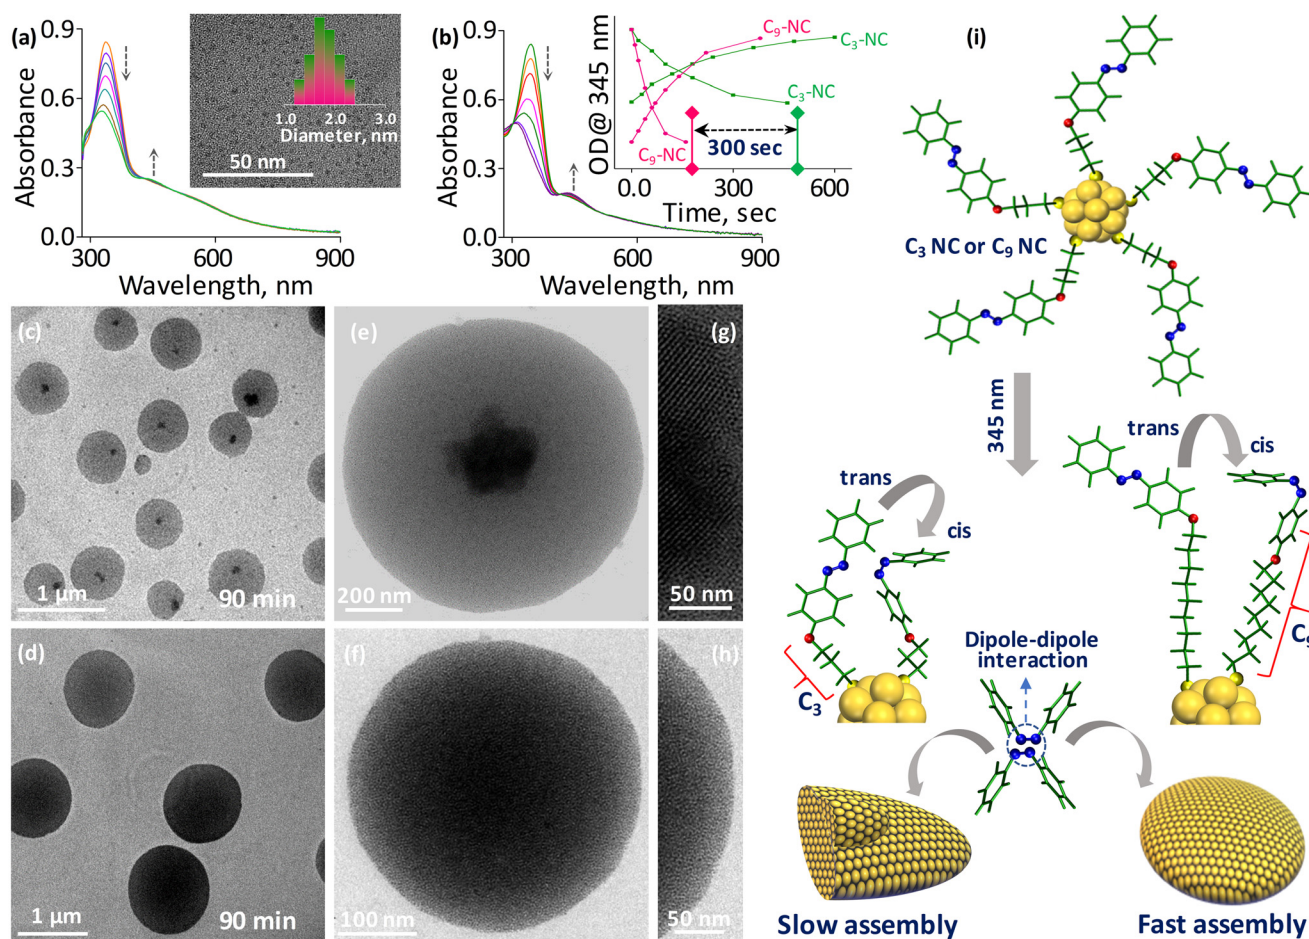 (a)
0.9
0.6
0.3
0.0
Absorbance
300
600
900
Wavelength, nm
1.0
2.0
3.0
Diameter, nm
50 nm
(b)
0.9
0.6
0.3
0.0
Absorbance
300
600
900
Wavelength, nm
OD@ 345 nm
C₉-NC
C₃-NC
C₃-NC
C₉-NC
300 sec
0.0
300
600
Time, sec
(i)
C₃ NC or C₉ NC
345 nm
trans
cis
trans
cis
C₃
C₉
Dipole-dipole
interaction
Slow assembly
Fast assembly
(c)
1 µm
90 min
(e)
200 nm
(g)
50 nm
(d)
1 µm
90 min
(f)
100 nm
(h)
50 nm